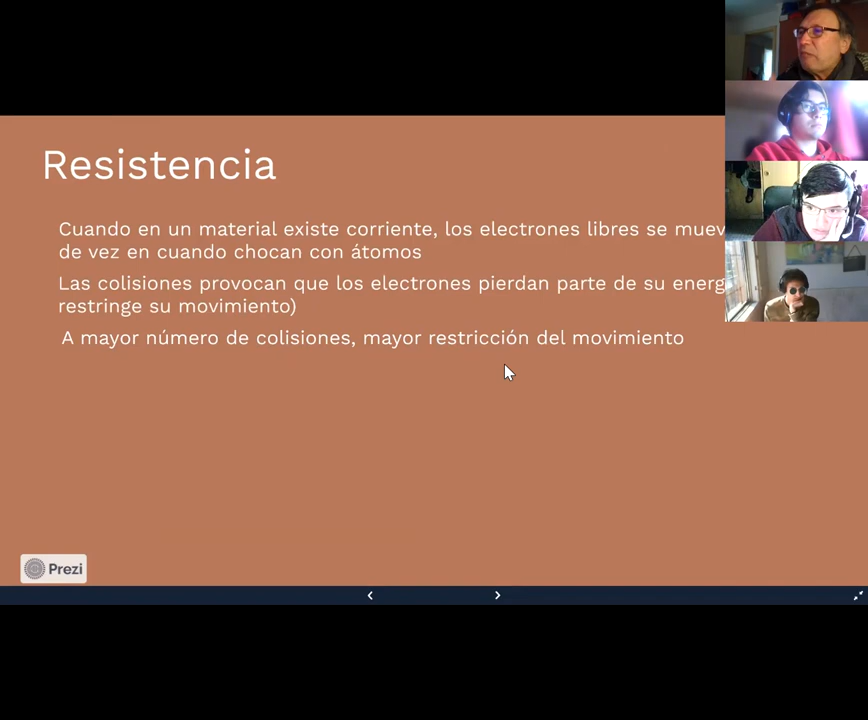 Resistencia
Cuando en un material existe corriente, los electrones libres se
de vez en cuando chocan con átomos
Las colisiones provocan que los electrones pierdan parte de su
restringe su movimiento)
A mayor número de colisiones, mayor restricción del movimiento
Prezi